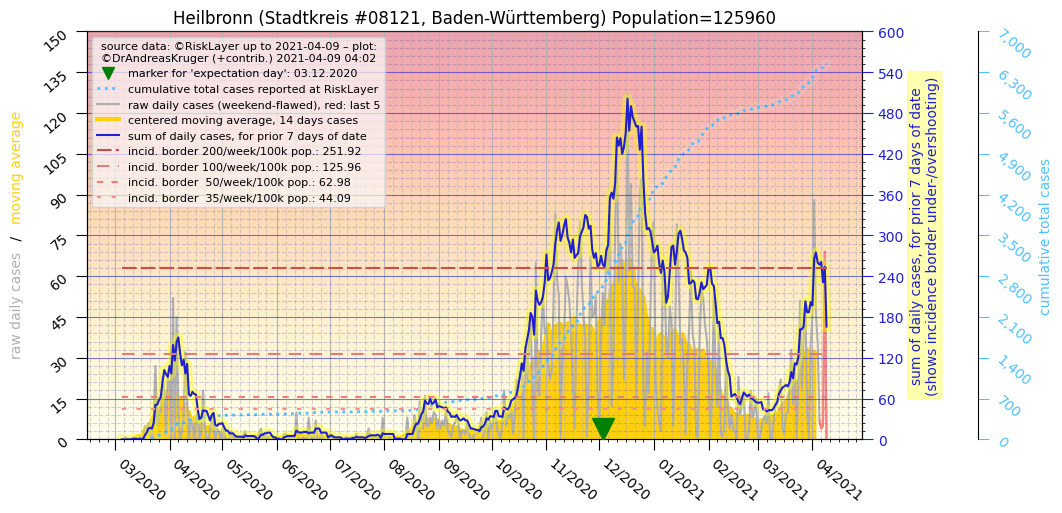 Heilbronn (Stadtkreis #08121, Baden-Württemberg) Population=125960
source data: ©RiskLayer up to 2021-04-09 – plot:
©DrAndreasKruger (+contrib.) 2021-04-09 04:02
marker for 'expectation day': 03.12.2020
cumulative total cases reported at RiskLayer
raw daily cases (weekend-flawed), red: last 5
centered moving average, 14 days cases
sum of daily cases, for prior 7 days of date
incid. border 200/week/100k pop.: 251.92
incid. border 100/week/100k pop.: 125.96
incid. border  50/week/100k pop.: 62.98
incid. border  35/week/100k pop.: 44.09
raw daily cases  /  moving average
150
135
120
105
90
75
60
45
30
15
0
03/2020
04/2020
05/2020
06/2020
07/2020
08/2020
09/2020
10/2020
11/2020
12/2020
01/2021
02/2021
03/2021
04/2021
600
540
480
420
360
300
240
180
120
60
0
sum of daily cases, for prior 7 days of date
(shows incidence border under-/overshooting)
7,000
6,300
5,600
4,900
4,200
3,500
2,800
2,100
1,400
700
0
cumulative total cases